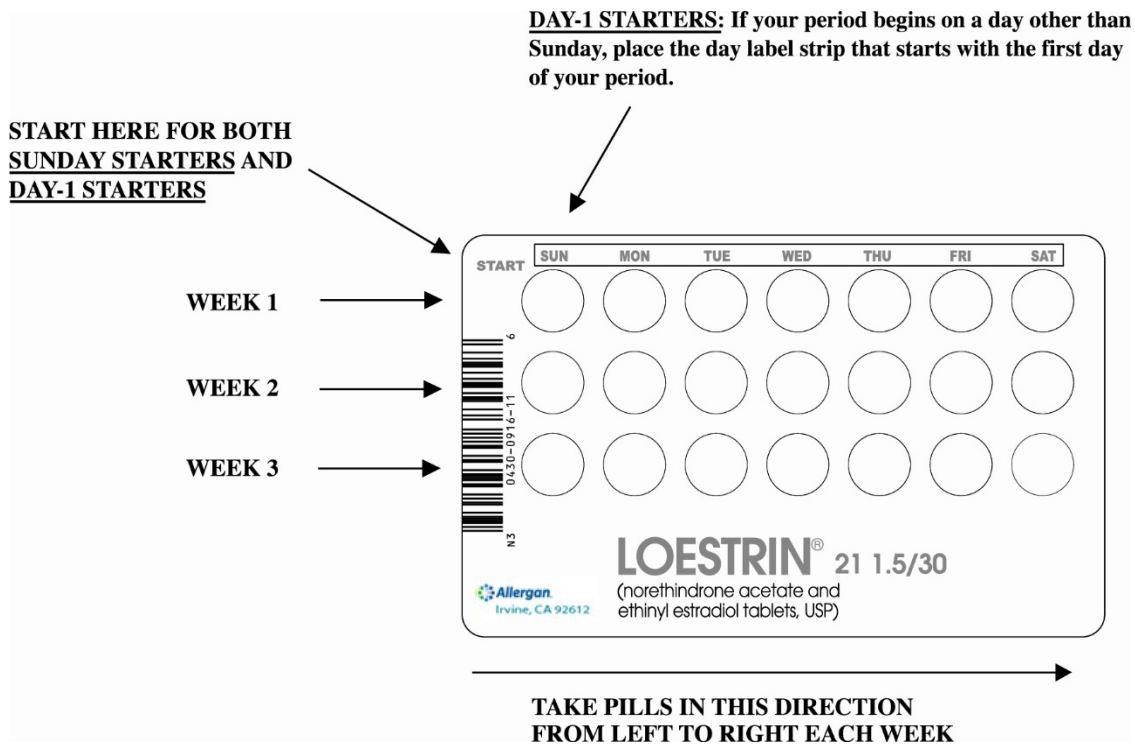 DAY-1 STARTERS: If your period begins on a day other than
Sunday, place the day label strip that starts with the first day
of your period.
START HERE FOR BOTH
SUNDAY STARTERS AND
DAY-1 STARTERS
START
SUN MON TUE WED THU FRI SAT
WEEK 1
WEEK 2
WEEK 3
6
0430-0916-11
N3
LOESTRIN® 21 1.5/30
(norethindrone acetate and
ethinyl estradiol tablets, USP)
Allergan.
Irvine, CA 92612
TAKE PILLS IN THIS DIRECTION
FROM LEFT TO RIGHT EACH WEEK